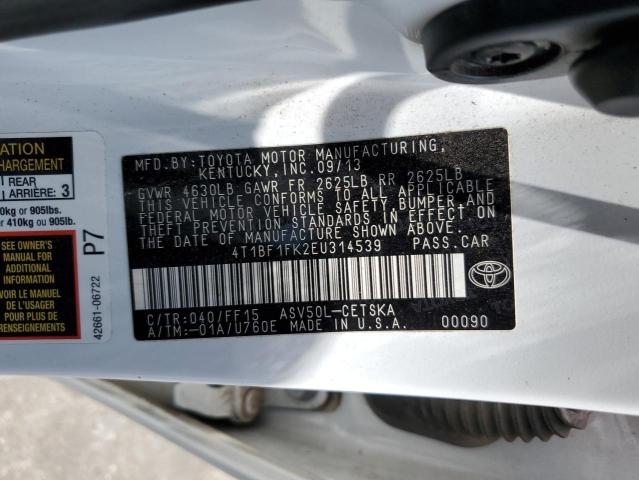 MFD.BY:TOYOTA MOTOR MANUFACTURING,
KENTUCKY, INC.09/13
GVWR 4630LB GAWR FR 2625LB RR 2625LB
THIS VEHICLE CONFORMS TO ALL APPLICABLE
FEDERAL MOTOR VEHICLE SAFETY, BUMPER, AND
THEFT PREVENTION STANDARDS IN EFFECT ON
THE DATE OF MANUFACTURE SHOWN ABOVE.
4T1BF1FK2EU314539 PASS.CAR
C/TR:040/FF15 ASV50L-CETSKA
A/TM:-01A/U760E MADE IN U.S.A. 00090
HARGEMENT
REAR
ARRIÈRE: 3
0kg or 905lbs.
r 410kg ou 905lb.
SEE OWNER'S
MANUAL FOR
ADDITIONAL
INFORMATION
VOIR LE MANUEL
DE L'USAGER
POUR PLUS DE
RENSEIGNEMENTS
P7
42661-06722